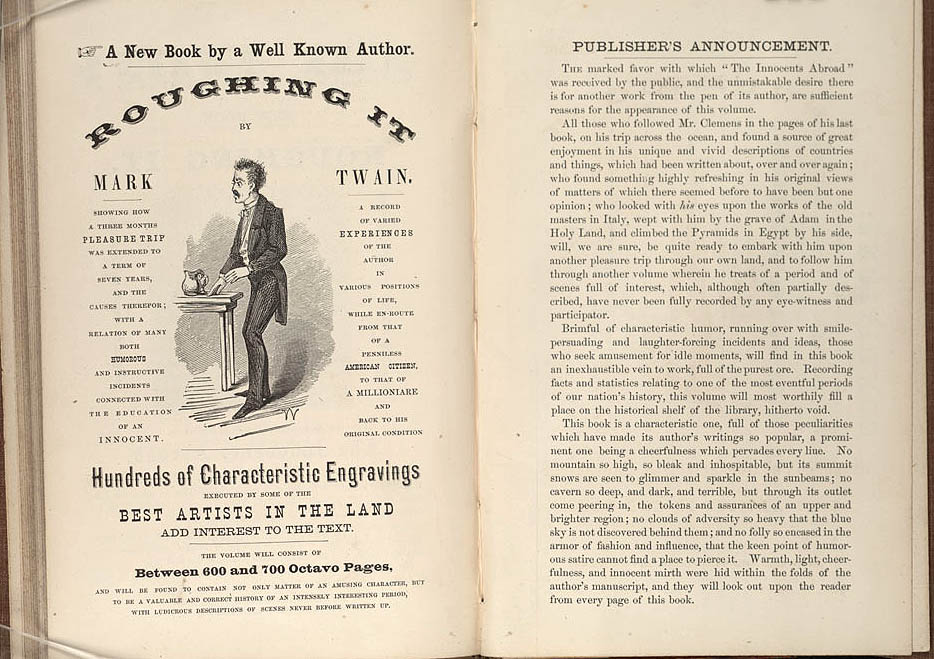 A New Book by a Well Known Author.
ROUGHING IT
BY
MARK
TWAIN.
SHOWING HOW
A THREE MONTHS
PLEASURE TRIP
WAS EXTENDED TO
A TERM OF
SEVEN YEARS,
AND THE
CAUSES THEREFOR;
WITH A
RELATION OF MANY
BOTH
HUMOROUS
AND INSTRUCTIVE
INCIDENTS
CONNECTED WITH
THE EDUCATION
OF AN
INNOCENT.
A RECORD
OF VARIED
EXPERIENCES
OF THE
AUTHOR
IN
VARIOUS POSITIONS
OF LIFE,
WHILE EN-ROUTE
FROM THAT
OF A
PENNILESS
AMERICAN CITIZEN,
TO THAT OF
A MILLIONIARE
AND
BACK TO HIS
ORIGINAL CONDITION
Hundreds of Characteristic Engravings
EXECUTED BY SOME OF THE
BEST ARTISTS IN THE LAND
ADD INTEREST TO THE TEXT.
THE VOLUME WILL CONSIST OF
Between 600 and 700 Octavo Pages,
AND WILL BE FOUND TO CONTAIN NOT ONLY MATTER OF AN AMUSING CHARACTER, BUT
TO BE A VALUABLE AND CORRECT HISTORY OF AN INTENSELY INTERESTING PERIOD,
WITH LUDICROUS DESCRIPTIONS OF SCENES NEVER BEFORE WRITTEN UP.
PUBLISHER'S ANNOUNCEMENT.
THE marked favor with which "The Innocents Abroad"
was received by the public, and the unmistakable desire there
is for another work from the pen of its author, are sufficient
reasons for the appearance of this volume.
All those who followed Mr. Clemens in the pages of his last
book, on his trip across the ocean, and found a source of great
enjoyment in his unique and vivid descriptions of countries
and things, which had been written about, over and over again;
who found something highly refreshing in his original views
of matters of which there seemed before to have been but one
opinion; who looked with his eyes upon the works of the old
masters in Italy, wept with him by the grave of Adam in the
Holy Land, and climbed the Pyramids in Egypt by his side,
will, we are sure, be quite ready to embark with him upon
another pleasure trip through our own land, and to follow him
through another volume wherein he treats of a period and of
scenes full of interest, which, although often partially des-
cribed, have never been fully recorded by any eye-witness and
participator.
Brimful of characteristic humor, running over with smile-
persuading and laughter-forcing incidents and ideas, those
who seek amusement for idle moments, will find in this book
an inexhaustible vein to work, full of the purest ore. Recording
facts and statistics relating to one of the most eventful periods
of our nation's history, this volume will most worthily fill a
place on the historical shelf of the library, hitherto void.
This book is a characteristic one, full of those peculiarities
which have made its author's writings so popular, a promi-
nent one being a cheerfulness which pervades every line. No
mountain so high, so bleak and inhospitable, but its summit
snows are seen to glimmer and sparkle in the sunbeams; no
cavern so deep, and dark, and terrible, but through its outlet
come peering in, the tokens and assurances of an upper and
brighter region; no clouds of adversity so heavy that the blue
sky is not discovered behind them; and no folly so encased in the
armor of fashion and influence, that the keen point of humor-
ous satire cannot find a place to pierce it. Warmth, light, cheer-
fulness, and innocent mirth were hid within the folds of the
author's manuscript, and they will look out upon the reader
from every page of this book.